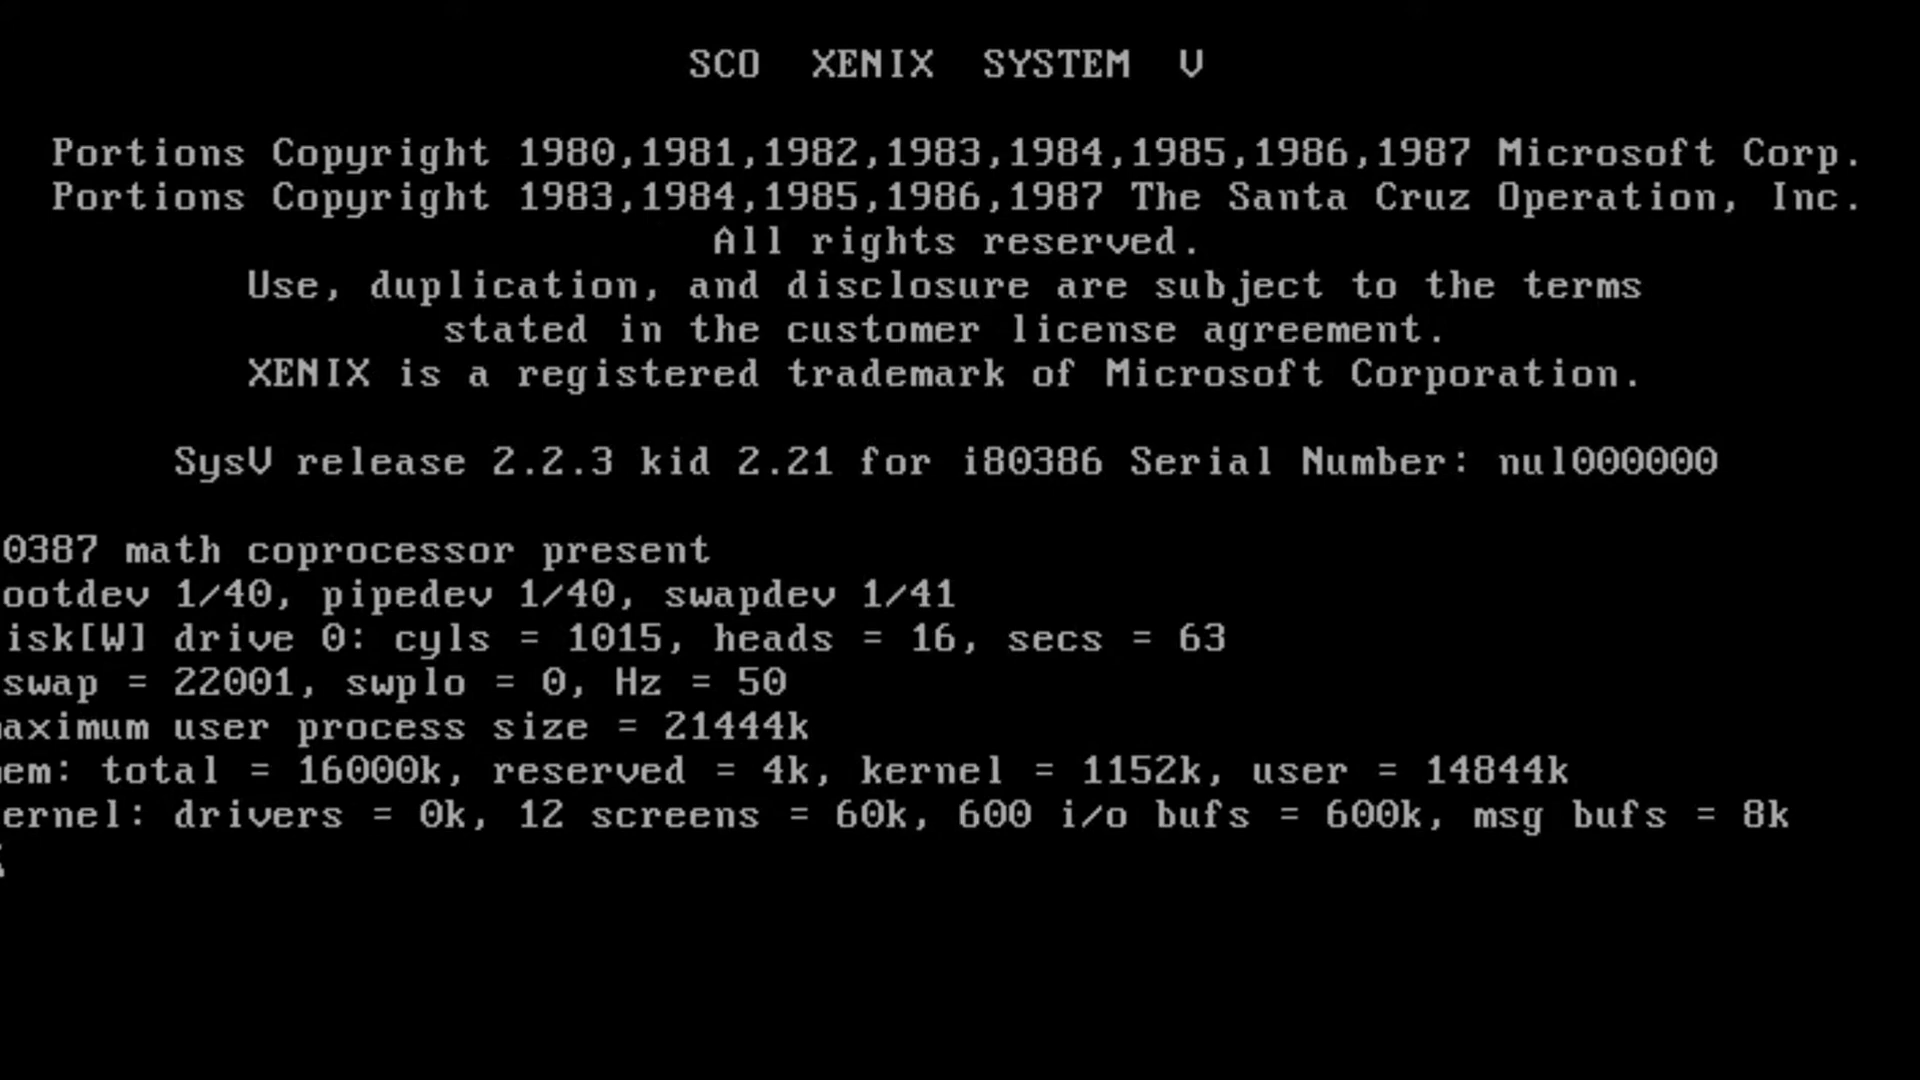 SCO XENIX SYSTEM V
Portions Copyright 1980,1981,1982,1983,1984,1985,1986,1987 Microsoft Corp.
Portions Copyright 1983,1984,1985,1986,1987 The Santa Cruz Operation, Inc.
All rights reserved.
Use, duplication, and disclosure are subject to the terms
stated in the customer license agreement.
XENIX is a registered trademark of Microsoft Corporation.
SysV release 2.2.3 kid 2.21 for i80386 Serial Number: nul000000
0387 math coprocessor present
ootdev 1/40, pipedev 1/40, swapdev 1/41
isk[W] drive 0: cyls = 1015, heads = 16, secs = 63
swap = 22001, swplo = 0, Hz = 50
aximum user process size = 21444k
em: total = 16000k, reserved = 4k, kernel = 1152k, user = 14844k
ernel: drivers = 0k, 12 screens = 60k, 600 i/o bufs = 600k, msg bufs = 8k